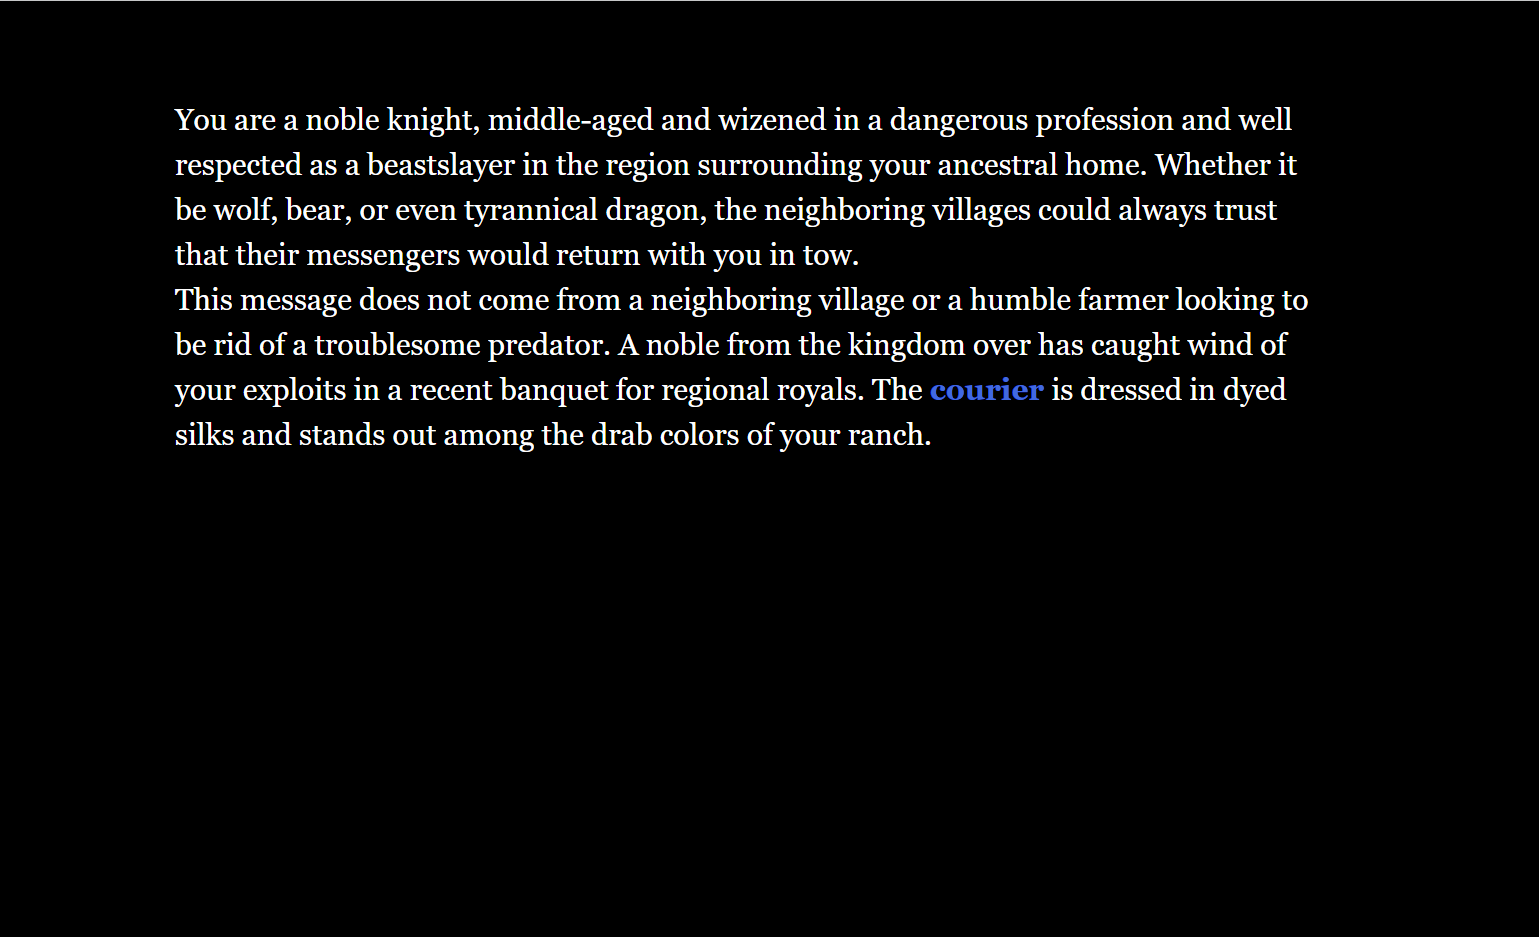 You are a noble knight, middle-aged and wizened in a dangerous profession and well
respected as a beastslayer in the region surrounding your ancestral home. Whether it
be wolf, bear, or even tyrannical dragon, the neighboring villages could always trust
that their messengers would return with you in tow.
This message does not come from a neighboring village or a humble farmer looking to
be rid of a troublesome predator. A noble from the kingdom over has caught wind of
your exploits in a recent banquet for regional royals. The courier is dressed in dyed
silks and stands out among the drab colors of your ranch.